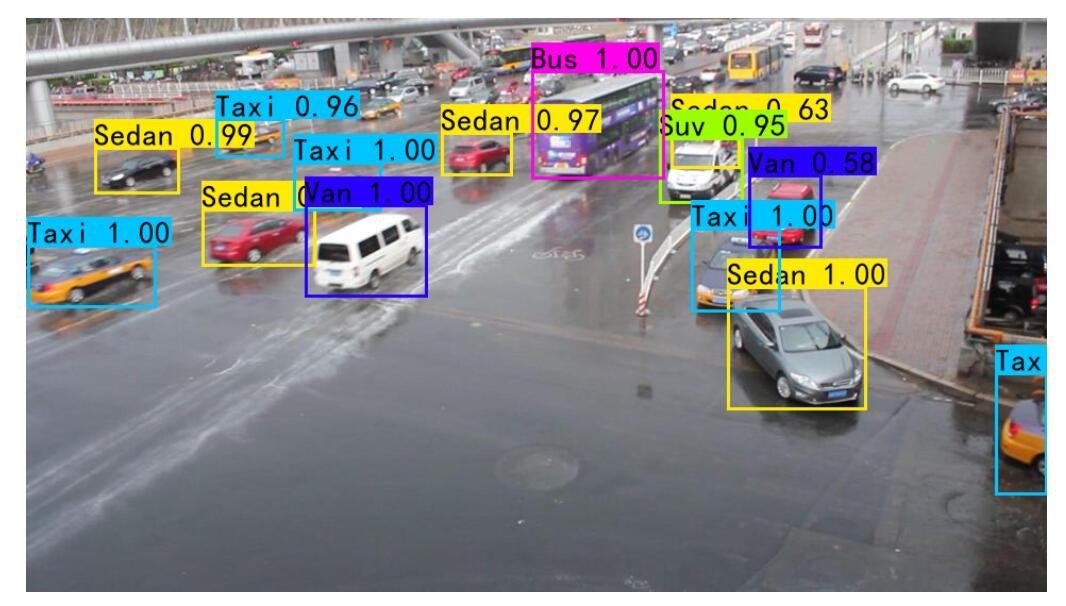 Bus 1.00
Taxi 0.96
Sedan 0.63
Sedan 0.99
Sedan 0.97
Suv 0.95
Taxi 1.00
Van 0.58
Sedan
Van 1.00
Taxi 1.00
Taxi 1.00
Sedan 1.00
Tax